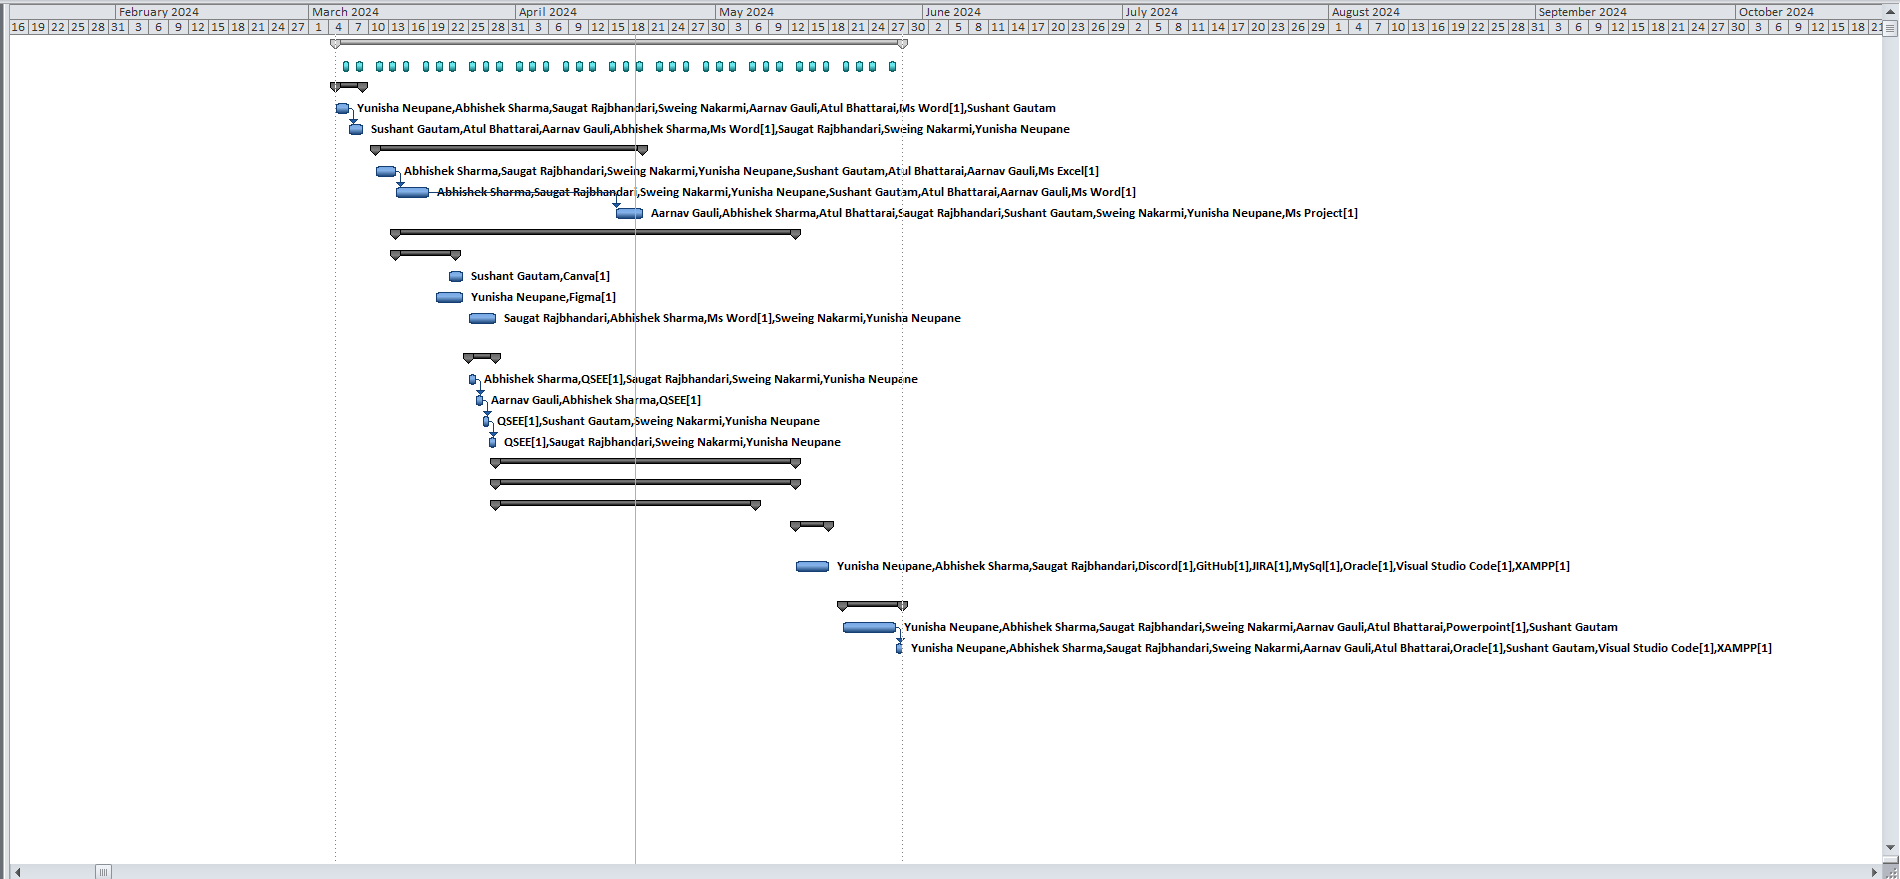 February 2024 March 2024 April 2024 May 2024 June 2024 July 2024 August 2024 September 2024 October 2024
16 19 22 25 28 31 3 6 9 12 15 18 21 24 27 1 4 7 10 13 16 19 22 25 28 31 3 6 9 12 15 18 21 24 27 30 3 6 9 12 15 18 21 24 27 30 2 5 8 11 14 17 20 23 26 29 2 5 8 11 14 17 20 23 26 29 1 4 7 10 13 16 19 22 25 28 31 3 6 9 12 15 18 21 24 27 30 3 6 9 12 15 18 21
Yunisha Neupane,Abhishek Sharma,Saugat Rajbhandari,Sweing Nakarmi,Aarnav Gauli,Atul Bhattarai,Ms Word[1],Sushant Gautam
Sushant Gautam,Atul Bhattarai,Aarnav Gauli,Abhishek Sharma,Ms Word[1],Saugat Rajbhandari,Sweing Nakarmi,Yunisha Neupane
Abhishek Sharma,Saugat Rajbhandari,Sweing Nakarmi,Yunisha Neupane,Sushant Gautam,Atul Bhattarai,Aarnav Gauli,Ms Excel[1]
Abhishek Sharma,Saugat Rajbhandari,Sweing Nakarmi,Yunisha Neupane,Sushant Gautam,Atul Bhattarai,Aarnav Gauli,Ms Word[1]
Aarnav Gauli,Abhishek Sharma,Atul Bhattarai,Saugat Rajbhandari,Sushant Gautam,Sweing Nakarmi,Yunisha Neupane,Ms Project[1]
Sushant Gautam,Canva[1]
Yunisha Neupane,Figma[1]
Saugat Rajbhandari,Abhishek Sharma,Ms Word[1],Sweing Nakarmi,Yunisha Neupane
Abhishek Sharma,QSEE[1],Saugat Rajbhandari,Sweing Nakarmi,Yunisha Neupane
Aarnav Gauli,Abhishek Sharma,QSEE[1]
QSEE[1],Sushant Gautam,Sweing Nakarmi,Yunisha Neupane
QSEE[1],Saugat Rajbhandari,Sweing Nakarmi,Yunisha Neupane
Yunisha Neupane,Abhishek Sharma,Saugat Rajbhandari,Discord[1],GitHub[1],JIRA[1],MySql[1],Oracle[1],Visual Studio Code[1],XAMPP[1]
Yunisha Neupane,Abhishek Sharma,Saugat Rajbhandari,Sweing Nakarmi,Aarnav Gauli,Atul Bhattarai,Powerpoint[1],Sushant Gautam
Yunisha Neupane,Abhishek Sharma,Saugat Rajbhandari,Sweing Nakarmi,Aarnav Gauli,Atul Bhattarai,Oracle[1],Sushant Gautam,Visual Studio Code[1],XAMPP[1]